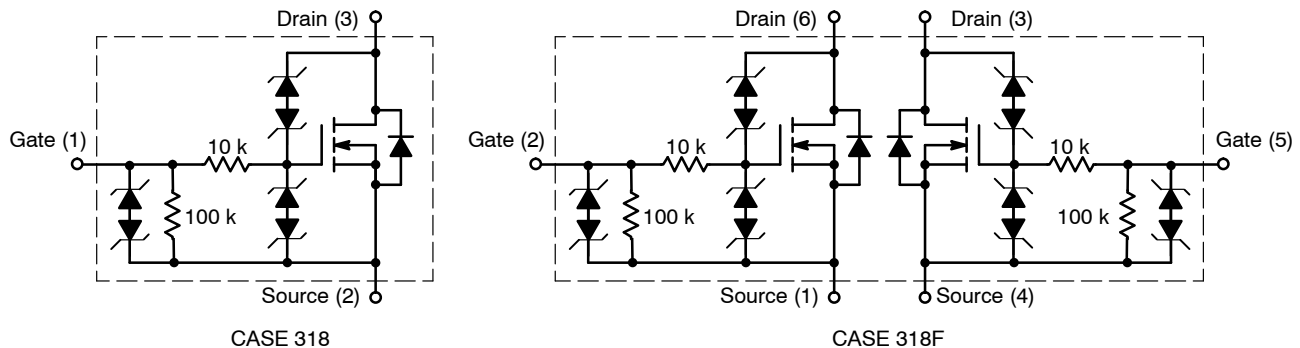 Drain (3)
Drain (6)
Drain (3)
Gate (1)
10 k
100 k
Source (2)
Gate (2)
10 k
100 k
Source (1)
Gate (5)
10 k
100 k
Source (4)
CASE 318
CASE 318F